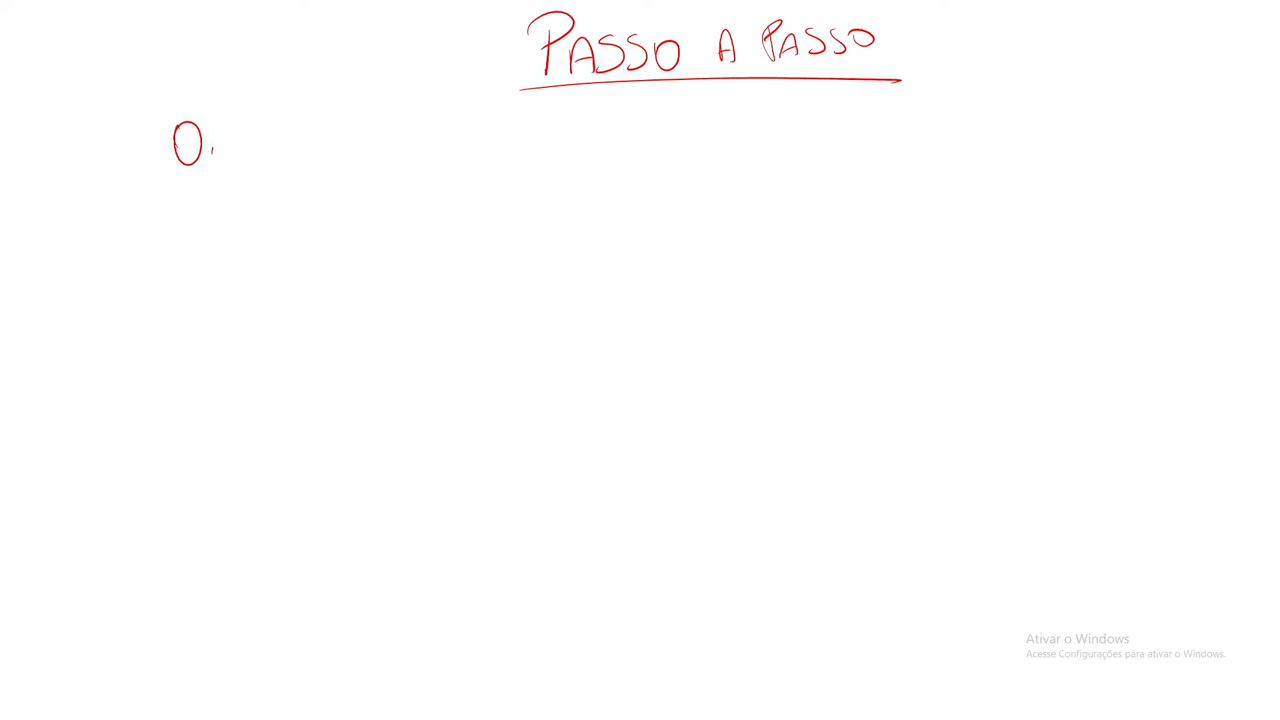 PASSO A PASSO
0.
Ativar o Windows
Acesse Configurações para ativar o Windows.